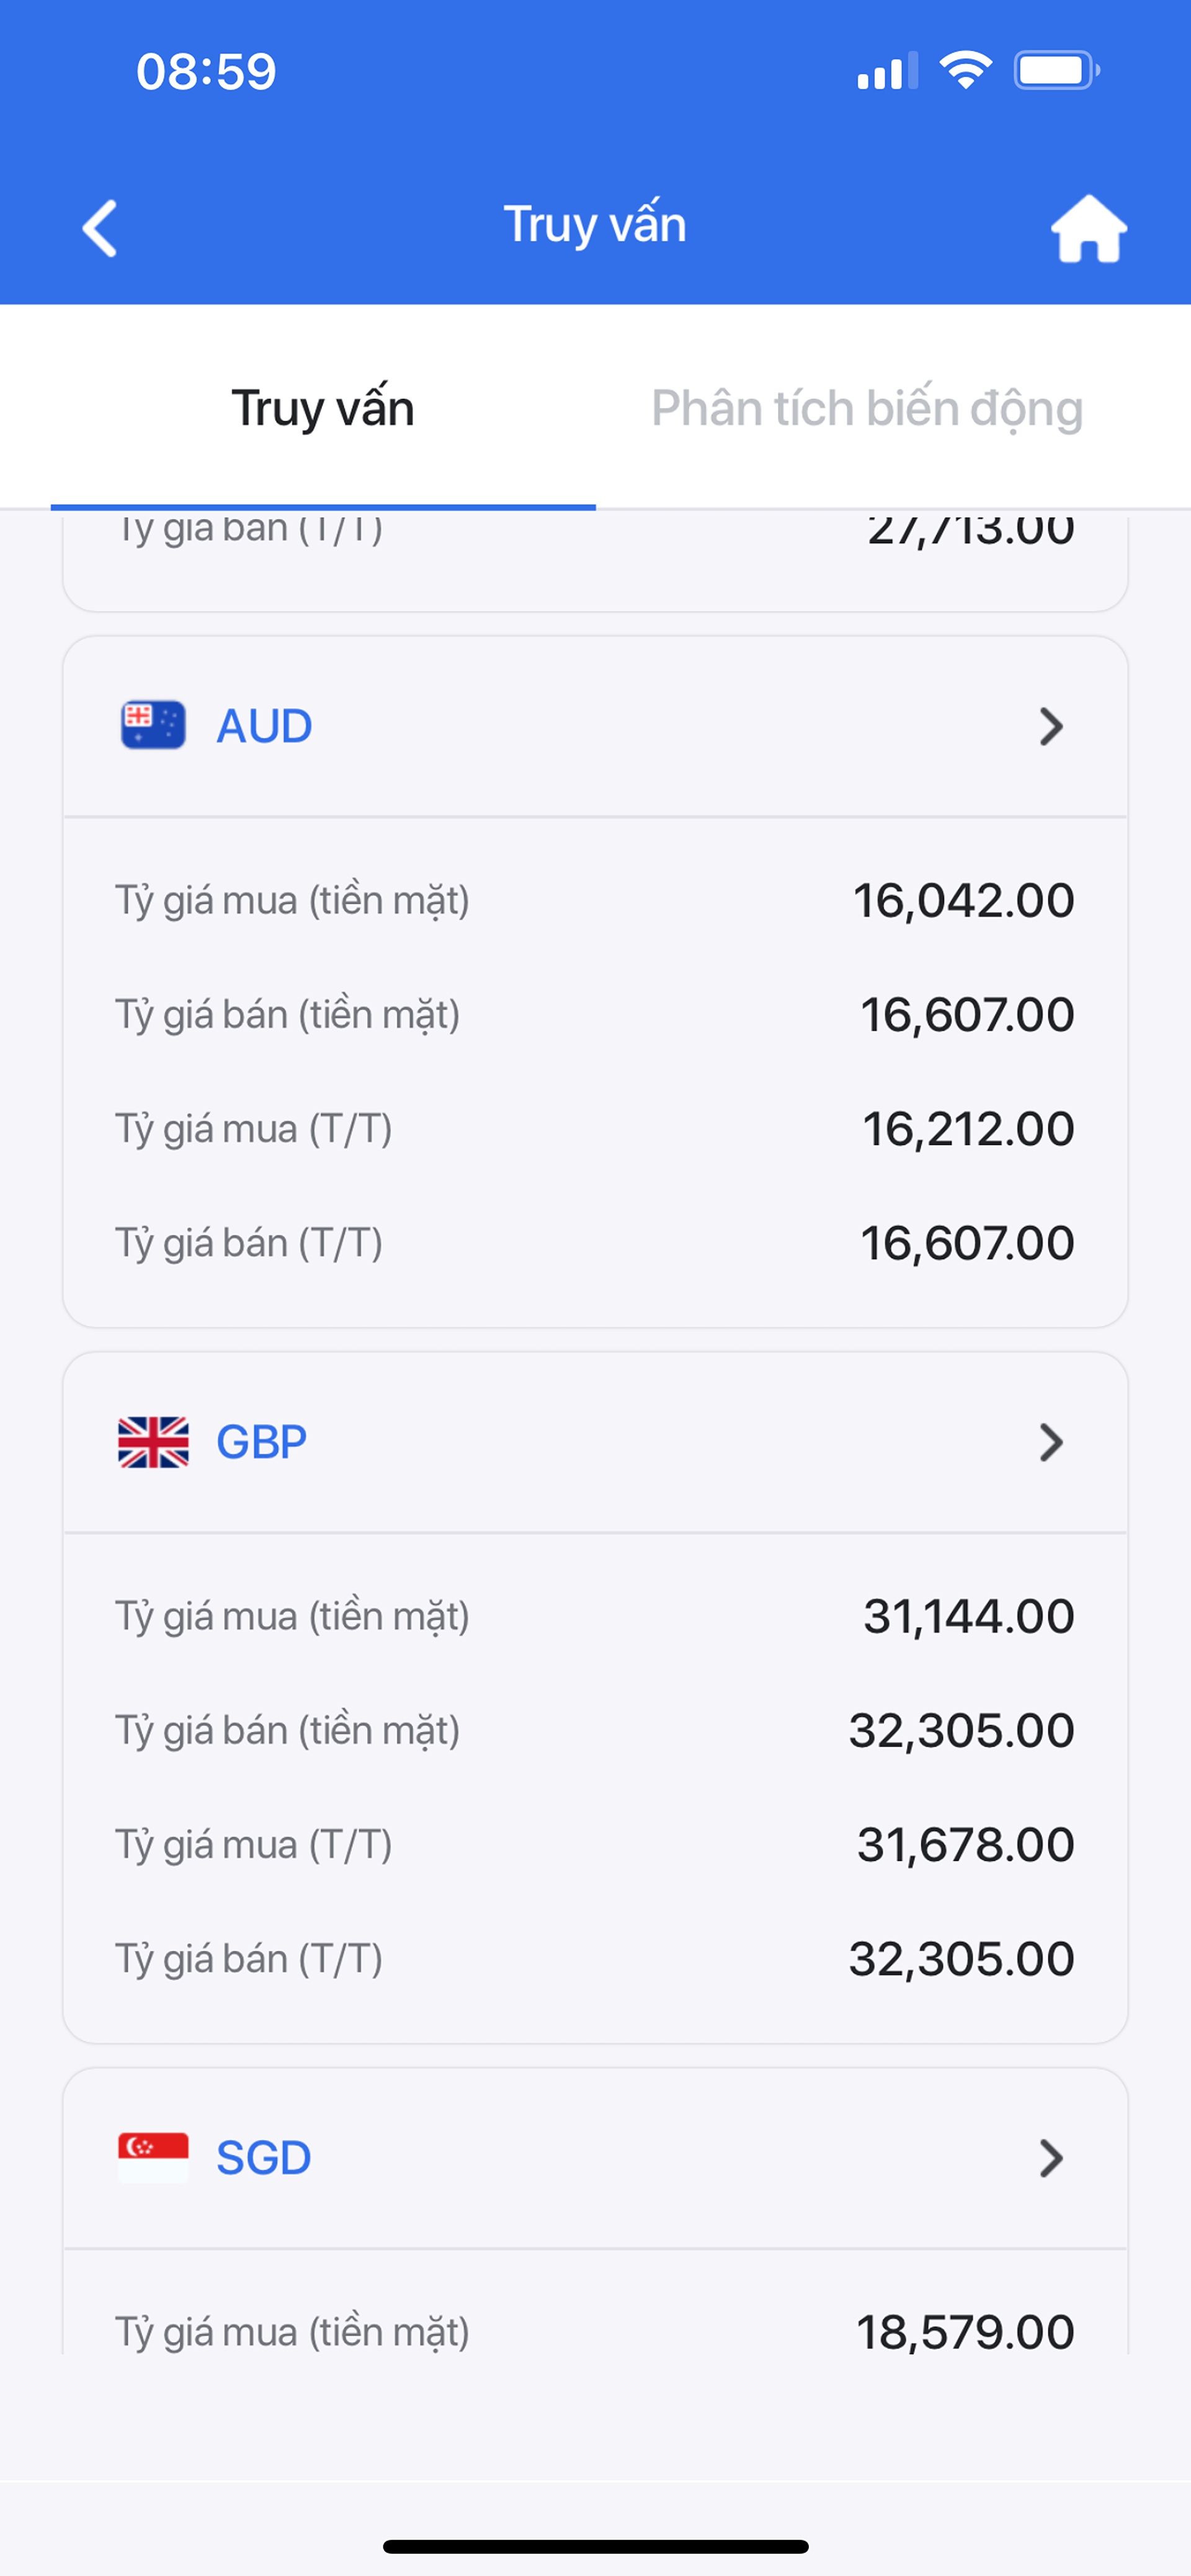 08:59
Truy vấn
Truy vấn Phân tích biến động
Tỷ giá bán (T/T) 27,713.00
AUD
Tỷ giá mua (tiền mặt) 16,042.00
Tỷ giá bán (tiền mặt) 16,607.00
Tỷ giá mua (T/T) 16,212.00
Tỷ giá bán (T/T) 16,607.00
GBP
Tỷ giá mua (tiền mặt) 31,144.00
Tỷ giá bán (tiền mặt) 32,305.00
Tỷ giá mua (T/T) 31,678.00
Tỷ giá bán (T/T) 32,305.00
SGD
Tỷ giá mua (tiền mặt) 18,579.00